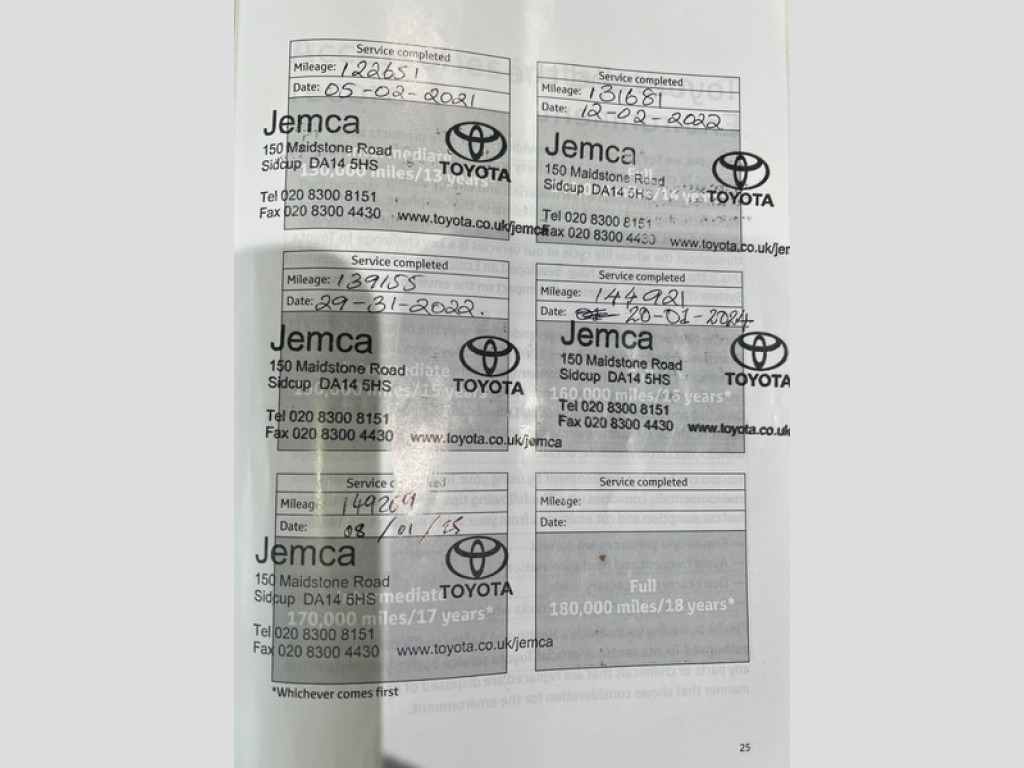 Service completed
Mileage: 122651
Date: 05-02-2021
Jemca
150 Maidstone Road
Sidcup DA14 5HS
TOYOTA
130,000 miles/13 years*
Tel 020 8300 8151
Fax 020 8300 4430 www.toyota.co.uk/jemca
Service completed
Mileage: 131681
Date: 12-02-2022
Jemca
Full
150 Maidstone Road
Sidcup DA14 5HS
TOYOTA
Tel 020 8300 8151
Fax 020 8300 4430 www.toyota.co.uk/jem
Service completed
Mileage: 139155
Date: 29-31-2022.
Jemca
150 Maidstone Road
Sidcup DA14 5HS
TOYOTA
Tel 020 8300 8151
Fax 020 8300 4430 www.toyota.co.uk/jemca
Service completed
Mileage: 144921
Date: 20-01-2024
Jemca
150 Maidstone Road
Sidcup DA14 5HS
TOYOTA
160,000 miles/16 years*
Tel 020 8300 8151
Fax 020 8300 4430 www.toyota.co.uk
Service completed
Mileage: 149269
Date: 08/01/25
Jemca
150 Maidstone Road
Sidcup DA14 5HS
TOYOTA
170,000 miles/17 years*
Tel 020 8300 8151
Fax 020 8300 4430 www.toyota.co.uk/jemca
Service completed
Mileage:
Date:
Full
180,000 miles/18 years*
*Whichever comes first
25